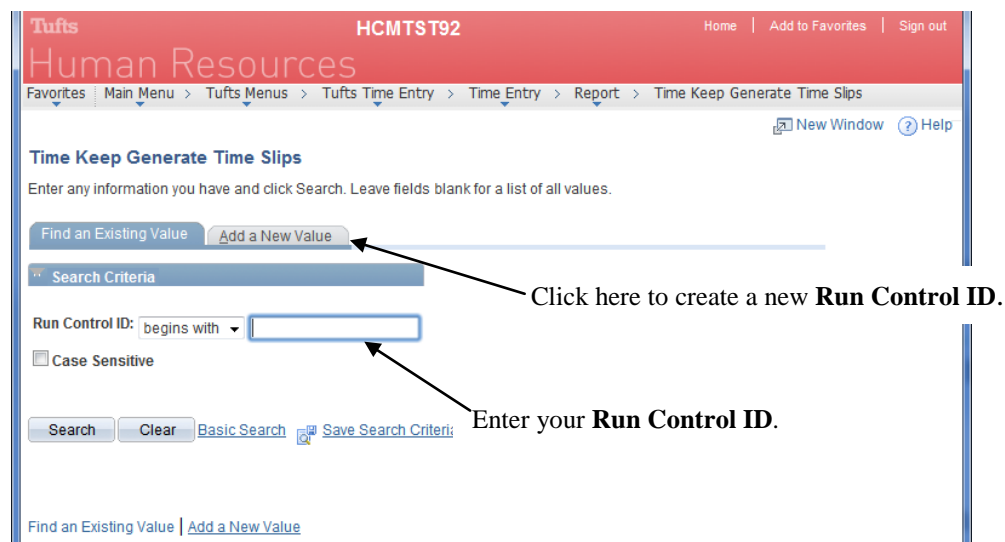 Tufts HCMTST92 Home | Add to Favorites | Sign out
Human Resources
Favorites Main Menu > Tufts Menus > Tufts Time Entry > Time Entry > Report > Time Keep Generate Time Slips
New Window ? Help
Time Keep Generate Time Slips
Enter any information you have and click Search. Leave fields blank for a list of all values.
Find an Existing Value Add a New Value
Search Criteria
Click here to create a new Run Control ID.
Run Control ID: begins with
Case Sensitive
Enter your Run Control ID.
Search Clear Basic Search Save Search Criteria
Find an Existing Value | Add a New Value